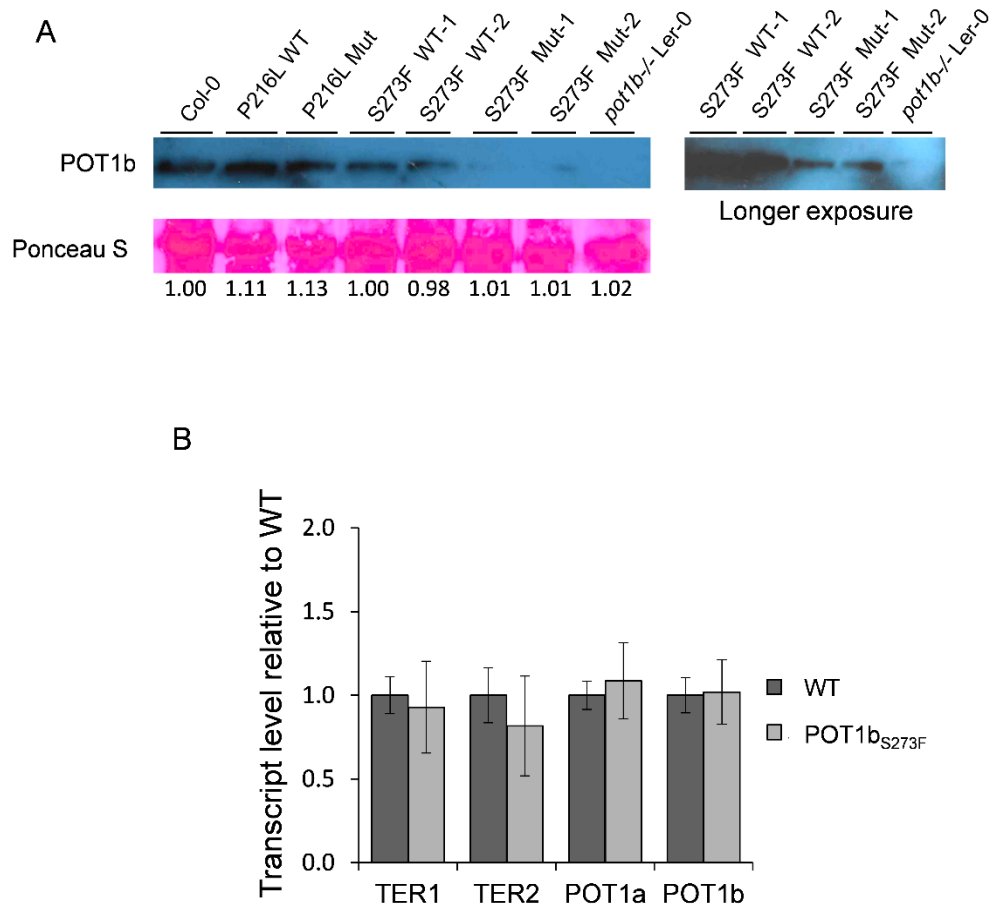 A
Col-0
P216L WT
P216L Mut
S273F WT-1
S273F WT-2
S273F Mut-1
S273F Mut-2
pot1b-/- Ler-0
S273F WT-1
S273F WT-2
S273F Mut-1
S273F Mut-2
pot1b-/- Ler-0
POT1b
Longer exposure
Ponceau S
1.00 1.11 1.13 1.00 0.98 1.01 1.01 1.02
B
Transcript level relative to WT
2.0
1.5
1.0
0.5
0.0
TER1 TER2 POT1a POT1b
WT
POT1bS273F